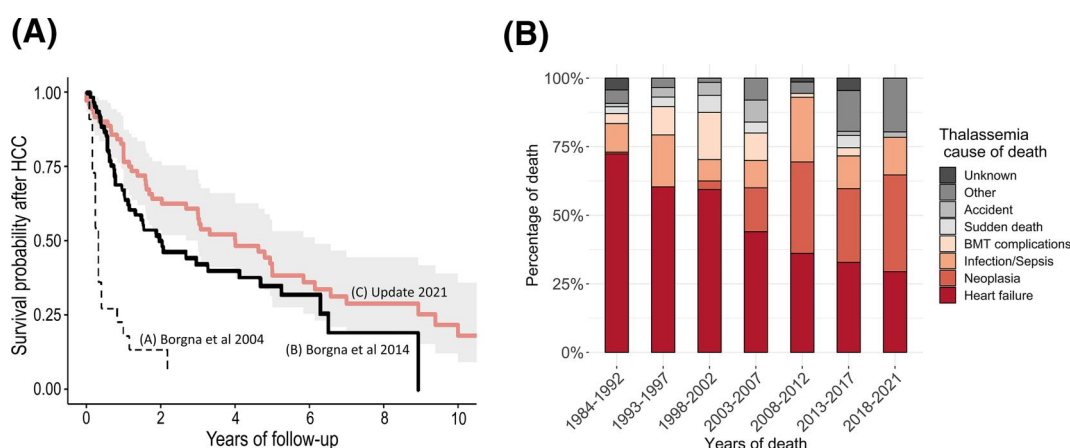 (A)
Survival probability after HCC
1.00
0.75
0.50
0.25
0.00
(C) Update 2021
(A) Borgna et al 2004
(B) Borgna et al 2014
0
2
4
6
8
10
Years of follow-up
(B)
Percentage of death
100%
75%
50%
25%
0%
1984-1992
1993-1997
1998-2002
2003-2007
2008-2012
2013-2017
2018-2021
Years of death
Thalassemia
cause of death
Unknown
Other
Accident
Sudden death
BMT complications
Infection/Sepsis
Neoplasia
Heart failure